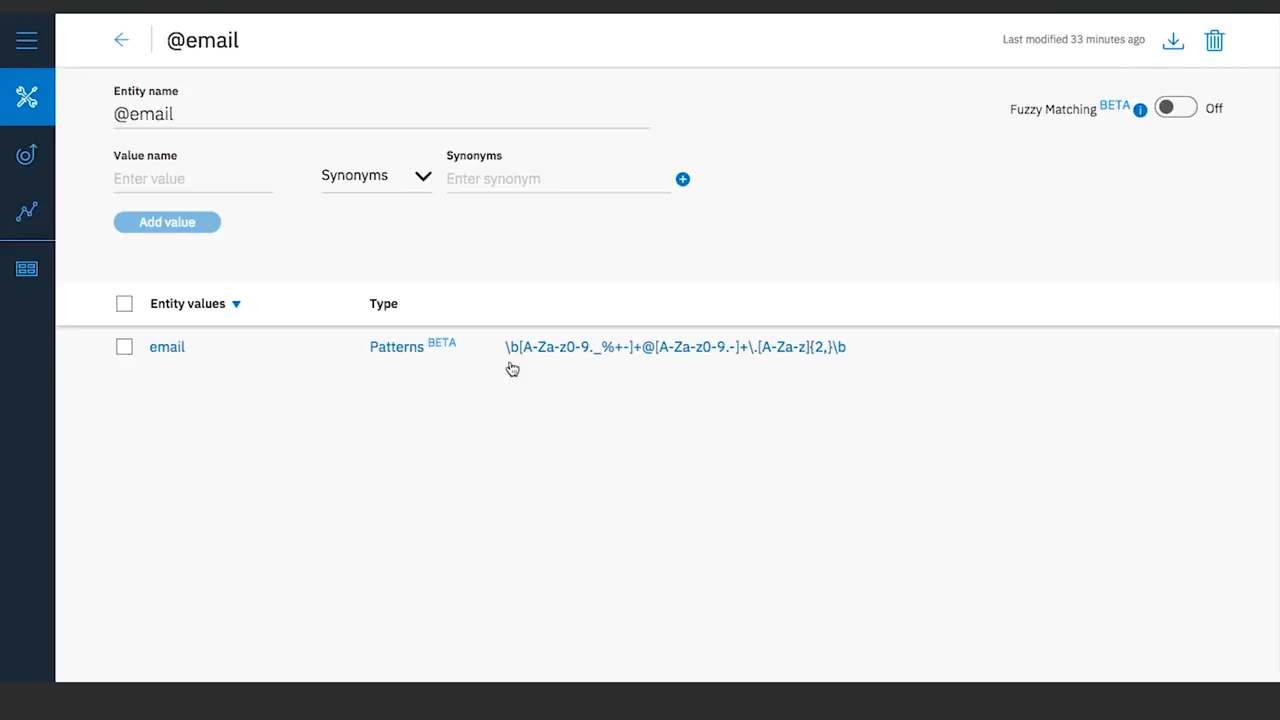 @email
Last modified 33 minutes ago
Entity name
@email
Fuzzy Matching BETA i Off
Value name
Synonyms
Enter value
Synonyms
Enter synonym
Add value
Entity values
Type
email
Patterns BETA
\b[A-Za-z0-9._%+-]+@[A-Za-z0-9.-]+\.[A-Za-z]{2,}\b